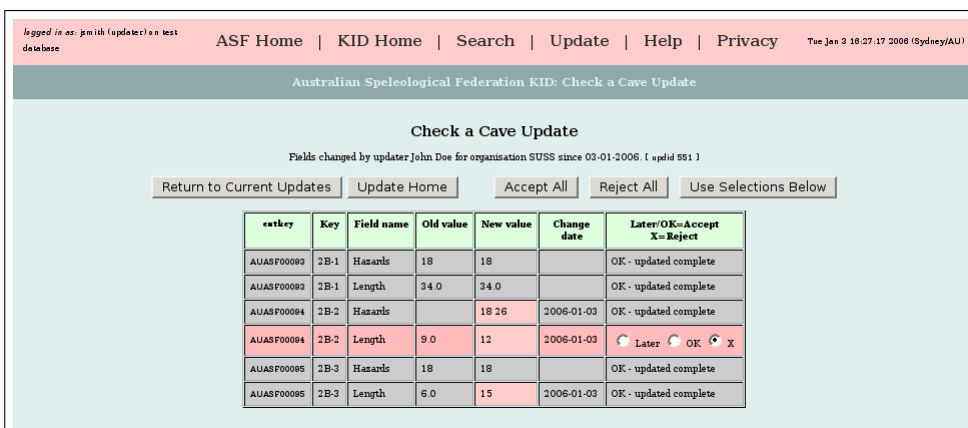 logged in as: jsmith (updater) on test
database
ASF Home | KID Home | Search | Update | Help | Privacy
Tue Jan 3 16:27:17 2006 (Sydney/AU)
Australian Speleological Federation KID: Check a Cave Update
Check a Cave Update
Fields changed by updater John Doe for organisation SUSS since 03-01-2006. [ updid 551 ]
Return to Current Updates Update Home Accept All Reject All Use Selections Below
entkey Key Field name Old value New value Change date Later/OK=Accept X=Reject
AUASF00093 2B-1 Hazards 18 18 OK - updated complete
AUASF00093 2B-1 Length 34.0 34.0 OK - updated complete
AUASF00094 2B-2 Hazards 18 26 2006-01-03 OK - updated complete
AUASF00094 2B-2 Length 9.0 12 2006-01-03 Later OK X
AUASF00095 2B-3 Hazards 18 18 OK - updated complete
AUASF00095 2B-3 Length 6.0 15 2006-01-03 OK - updated complete